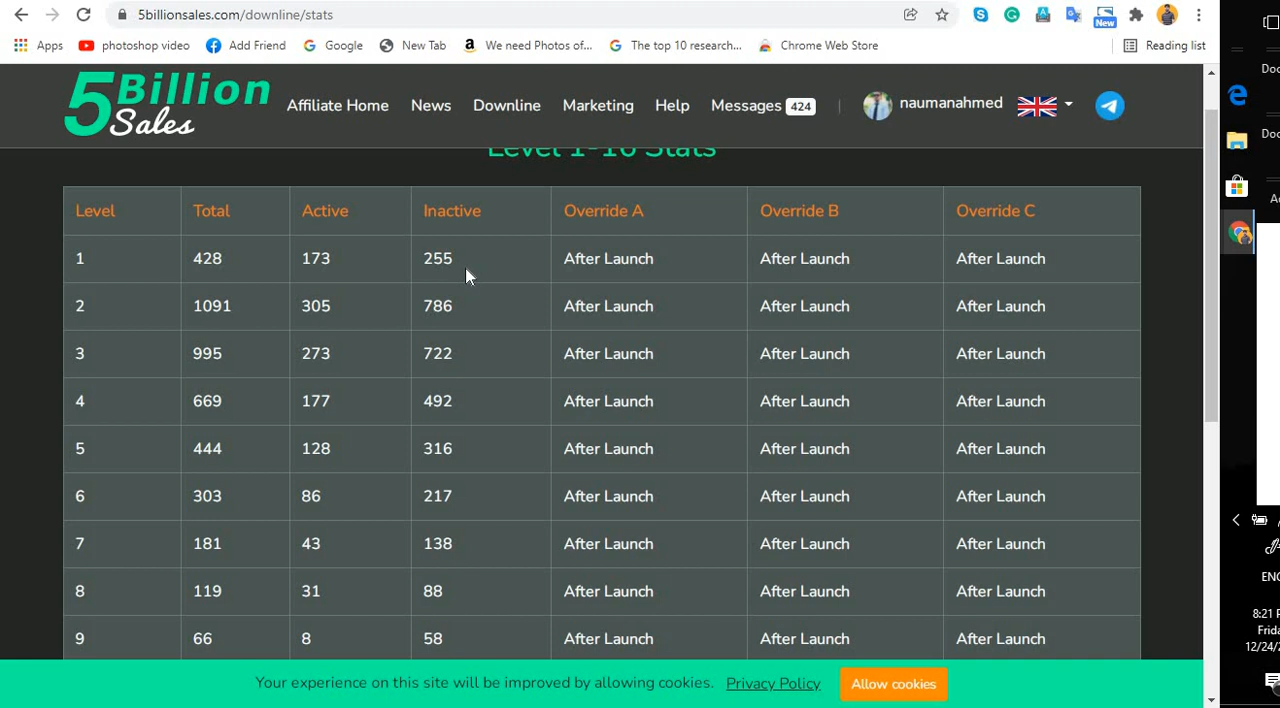 5billionsales.com/downline/stats
New
Apps photoshop video Add Friend Google New Tab We need Photos of... The top 10 research... Chrome Web Store Reading list
5Billion Sales
Affiliate Home News Downline Marketing Help Messages 424 naumanahmed
Level 1-16 Stats
Level Total Active Inactive Override A Override B Override C
1 428 173 255 After Launch After Launch After Launch
2 1091 305 786 After Launch After Launch After Launch
3 995 273 722 After Launch After Launch After Launch
4 669 177 492 After Launch After Launch After Launch
5 444 128 316 After Launch After Launch After Launch
6 303 86 217 After Launch After Launch After Launch
7 181 43 138 After Launch After Launch After Launch
8 119 31 88 After Launch After Launch After Launch
9 66 8 58 After Launch After Launch After Launch
Your experience on this site will be improved by allowing cookies. Privacy Policy Allow cookies
8:21